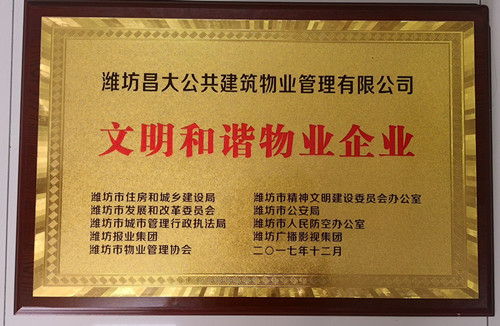 潍坊昌大公共建筑物业管理有限公司
文明和谐物业企业
潍坊市住房和城乡建设局
潍坊市发展和改革委员会
潍坊市城市管理行政执法局
潍坊报业集团
潍坊市物业管理协会
潍坊市精神文明建设委员会办公室
潍坊市公安局
潍坊市人民防空办公室
潍坊广播影视集团
二〇一七年十二月